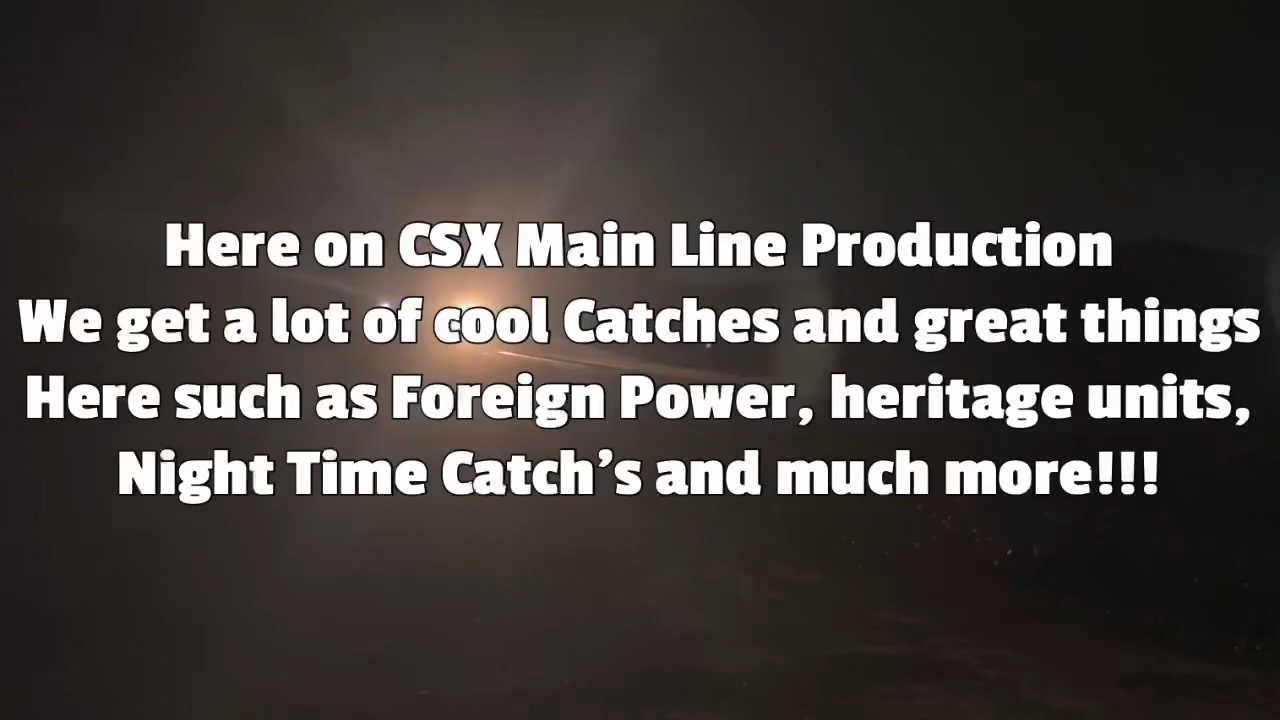 Here on CSX Main Line Production
We get a lot of cool Catches and great things
Here such as Foreign Power, heritage units,
Night Time Catch’s and much more!!!